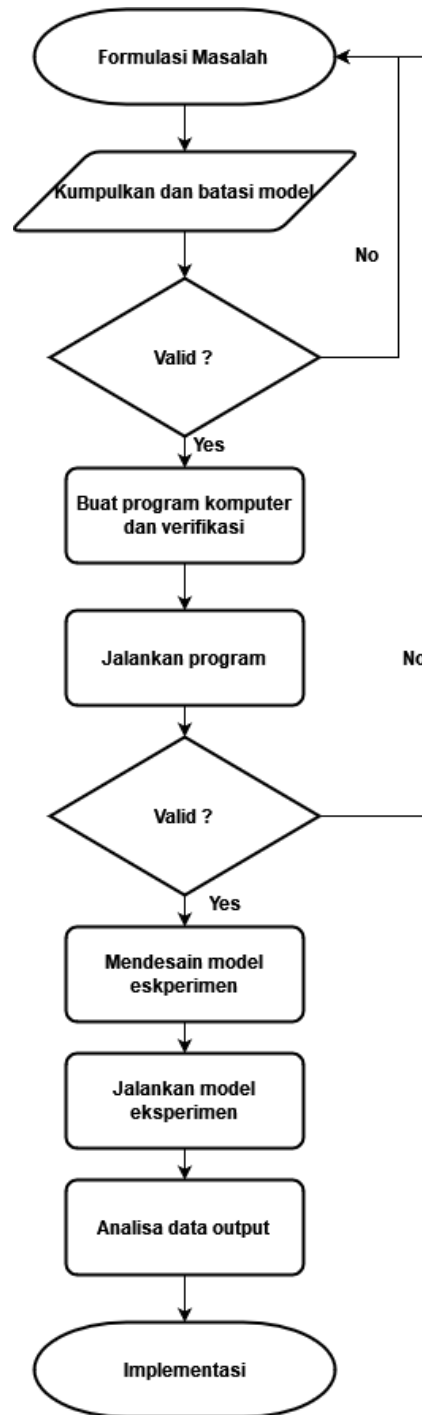 Formulasi Masalah
Kumpulkan dan batasi model
No
Valid ?
Yes
Buat program komputer
dan verifikasi
Jalankan program
No
Valid ?
Yes
Mendesain model
eskperimen
Jalankan model
eksperimen
Analisa data output
Implementasi